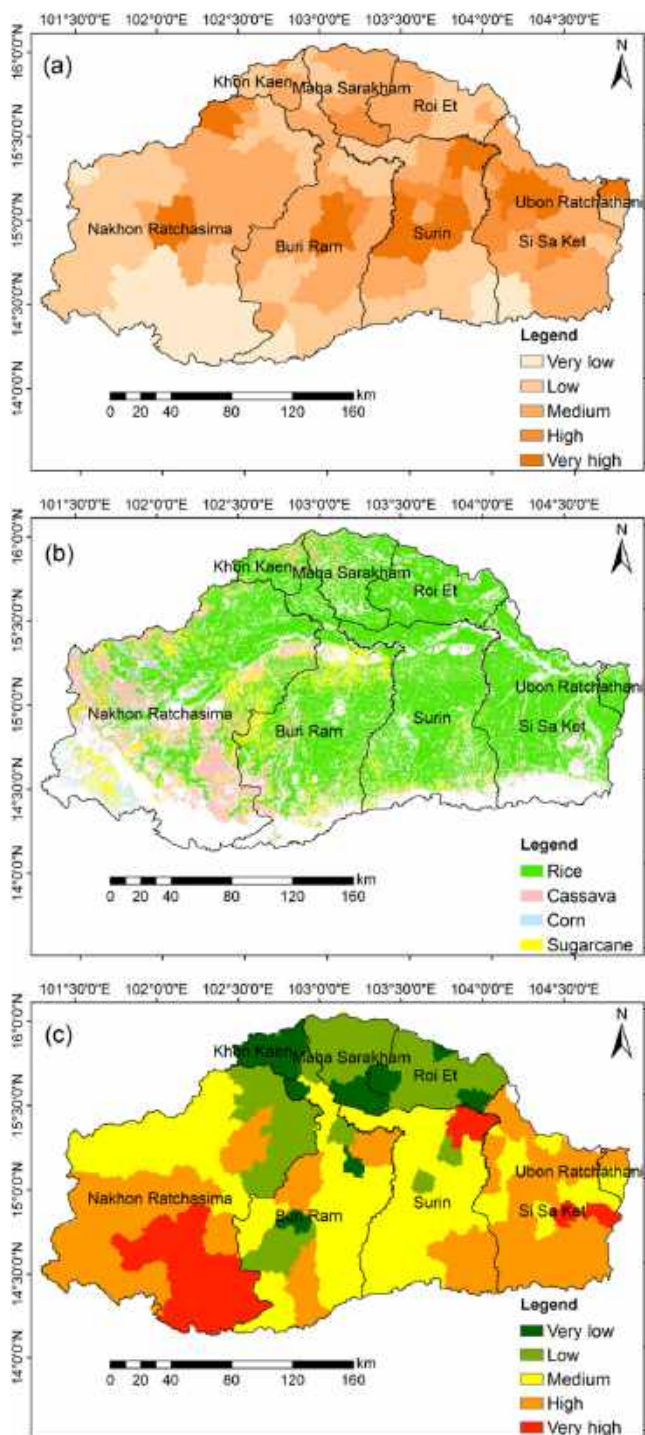 101°30'0"E 102°0'0"E 102°30'0"E 103°0'0"E 103°30'0"E 104°0'0"E 104°30'0"E
(a)
N
16°0'0"N
15°30'0"N
15°0'0"N
14°30'0"N
14°0'0"N
Khon Kaen
Maha Sarakham
Roi Et
Nakhon Ratchasima
Buri Ram
Surin
Ubon Ratchathani
Si Sa Ket
Legend
Very low
Low
Medium
High
Very high
km
0 20 40 80 120 160
101°30'0"E 102°0'0"E 102°30'0"E 103°0'0"E 103°30'0"E 104°0'0"E 104°30'0"E
(b)
N
16°0'0"N
15°30'0"N
15°0'0"N
14°30'0"N
14°0'0"N
Khon Kaen
Maha Sarakham
Roi Et
Nakhon Ratchasima
Buri Ram
Surin
Ubon Ratchathani
Si Sa Ket
Legend
Rice
Cassava
Corn
Sugarcane
km
0 20 40 80 120 160
101°30'0"E 102°0'0"E 102°30'0"E 103°0'0"E 103°30'0"E 104°0'0"E 104°30'0"E
(c)
N
16°0'0"N
15°30'0"N
15°0'0"N
14°30'0"N
14°0'0"N
Khon Kaen
Maha Sarakham
Roi Et
Nakhon Ratchasima
Buri Ram
Surin
Ubon Ratchathani
Si Sa Ket
Legend
Very low
Low
Medium
High
Very high
km
0 20 40 80 120 160